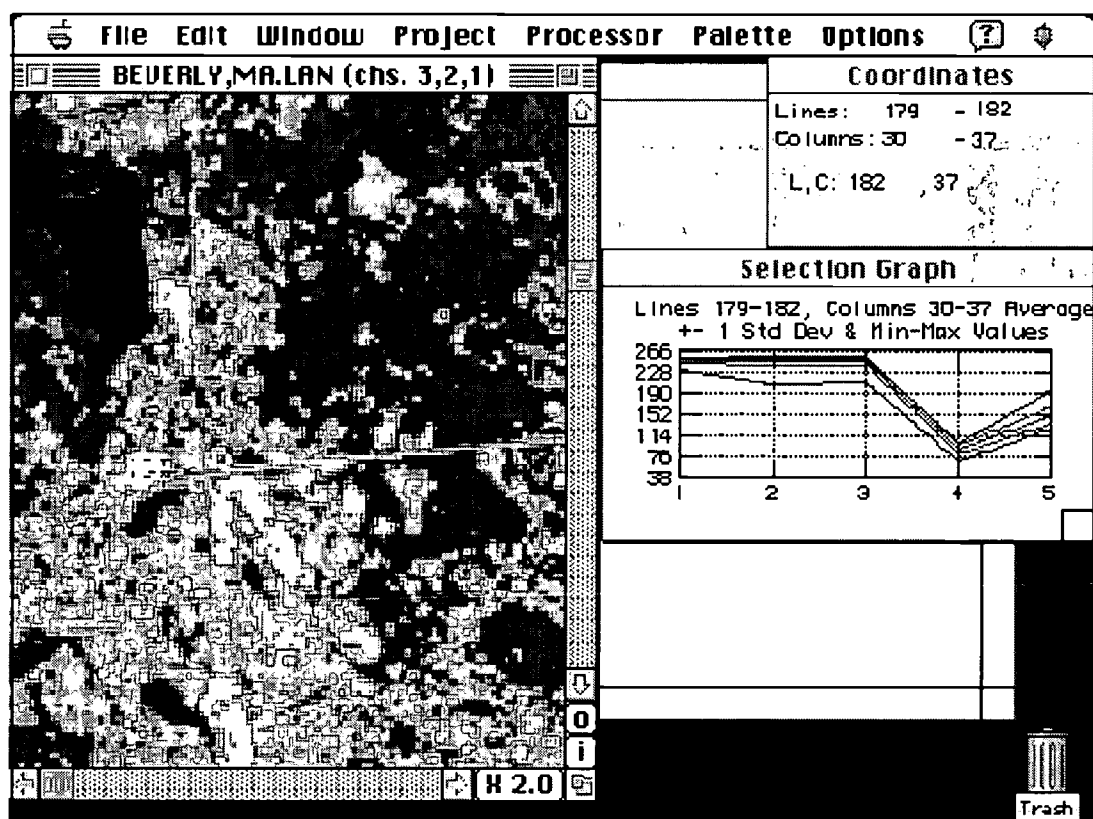 File Edit Window Project Processor Palette Options ?
BEVERLY,MA.LAN (chs. 3,2,1)
Coordinates
Lines: 179 - 182
Columns: 30 - 37
L,C: 182 , 37
Selection Graph
Lines 179-182, Columns 30-37 Average
+- 1 Std Dev & Min-Max Values
266
228
190
152
114
76
38
1 2 3 4 5
O
i
X 2.0
Trash